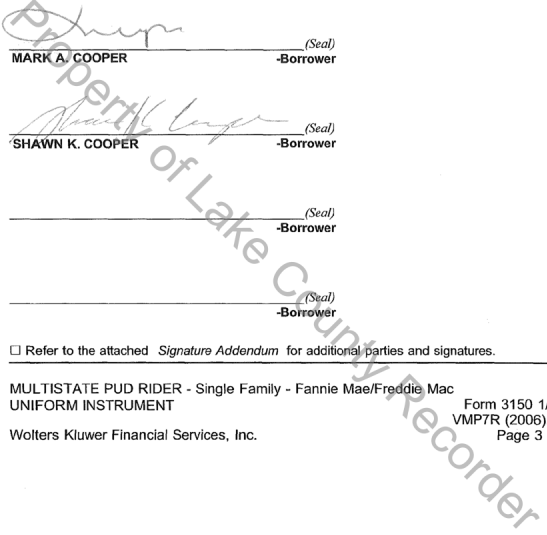 (Seal)
MARK A. COOPER -Borrower
(Seal)
SHAWN K. COOPER -Borrower
(Seal)
-Borrower
(Seal)
-Borrower
☐ Refer to the attached Signature Addendum for additional parties and signatures.
MULTISTATE PUD RIDER - Single Family - Fannie Mae/Freddie Mac
UNIFORM INSTRUMENT Form 3150 1/
VMP7R (2006)
Wolters Kluwer Financial Services, Inc. Page 3
Property of Lake County Recorder